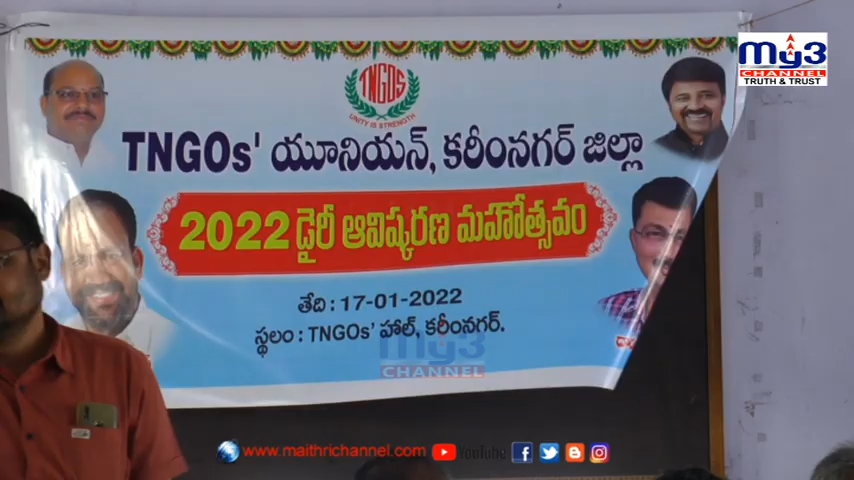 My3
CHANNEL
TRUTH & TRUST
TNGOS
UNITY IS STRENGTH
TNGOs' యూనియన్, కరీంనగర్ జిల్లా
2022 డైరీ ఆవిష్కరణ మహోత్సవం
తేది : 17-01-2022
స్థలం : TNGOs' హాల్, కరీంనగర్.
My3
CHANNEL
www.maithrichannel.com YouTube